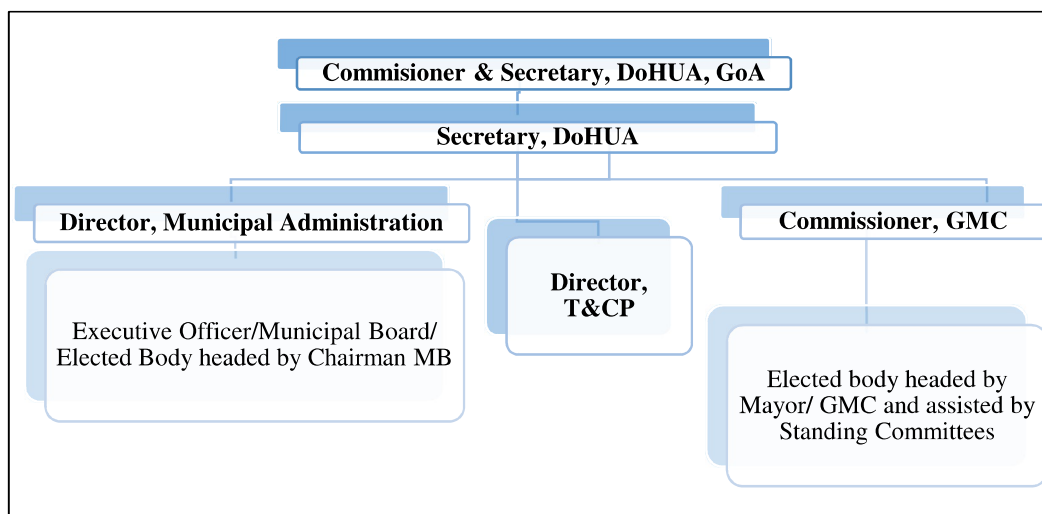 Commisioner & Secretary, DoHUA, GoA
Secretary, DoHUA
Director, Municipal Administration
Commissioner, GMC
Director,
T&CP
Executive Officer/Municipal Board/
Elected Body headed by Chairman MB
Elected body headed by
Mayor/ GMC and assisted by
Standing Committees